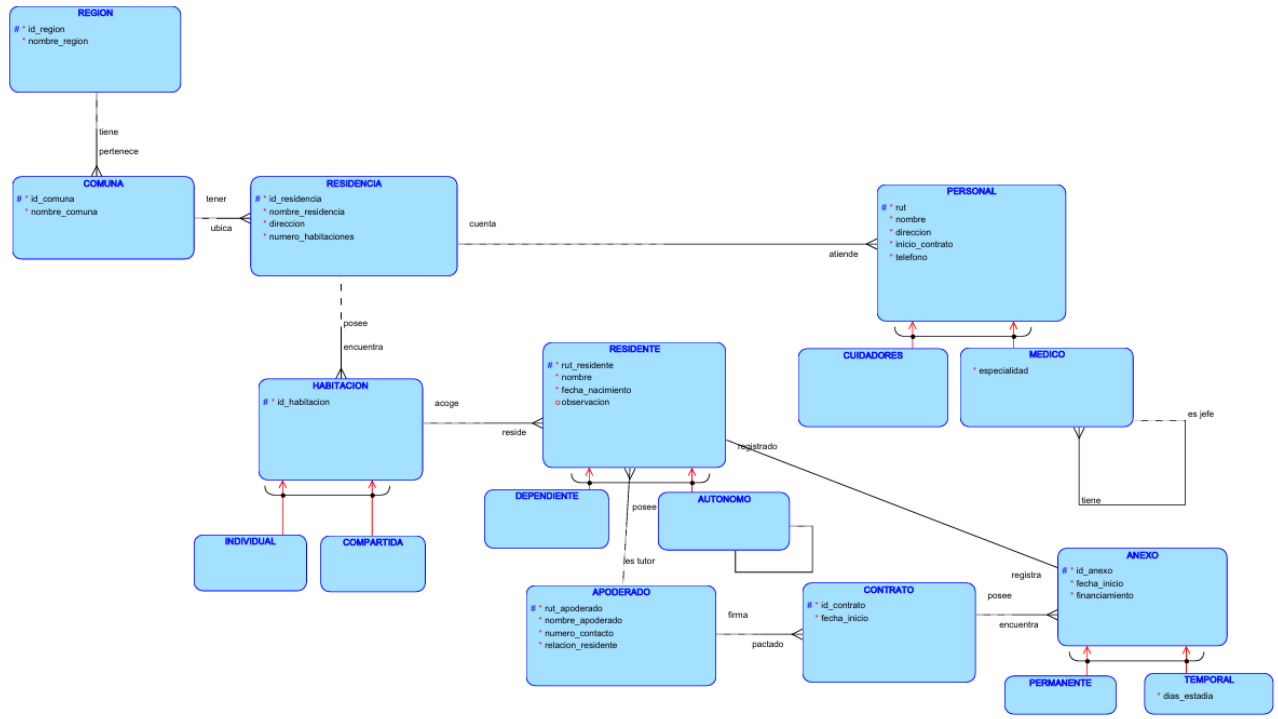 REGION
# * id_region
* nombre_region
tiene
pertenece
COMUNA
# * id_comuna
* nombre_comuna
tener
ubica
RESIDENCIA
# * id_residencia
* nombre_residencia
* direccion
* numero_habitaciones
cuenta
atiende
PERSONAL
# * rut
* nombre
* direccion
* inicio_contrato
* telefono
CUIDADORES
MEDICO
* especialidad
es jefe
tiene
posee
encuentra
HABITACION
# * id_habitacion
acoge
reside
INDIVIDUAL
COMPARTIDA
RESIDENTE
# * rut_residente
* nombre
* fecha_nacimiento
o observacion
registrado
DEPENDIENTE
AUTONOMO
posee
es tutor
APODERADO
# * rut_apoderado
* nombre_apoderado
* numero_contacto
* relacion_residente
firma
pactado
CONTRATO
# * id_contrato
* fecha_inicio
registra
posee
encuentra
ANEXO
# * id_anexo
* fecha_inicio
* financiamiento
PERMANENTE
TEMPORAL
* dias_estadia